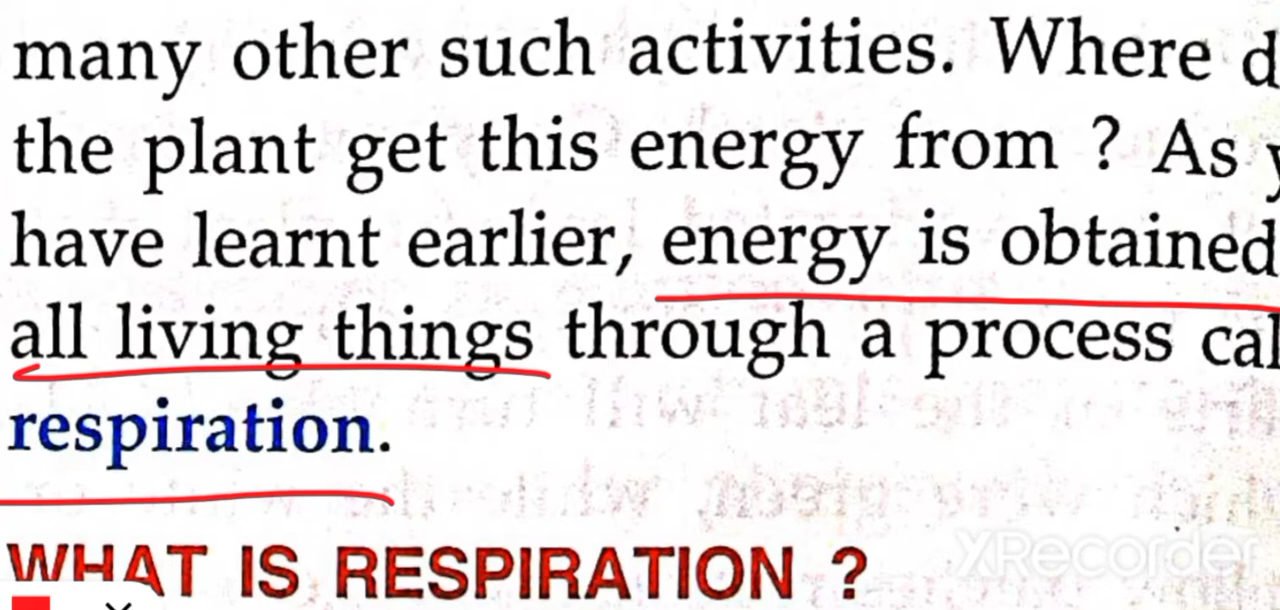 many other such activities. Where d
the plant get this energy from ? As y
have learnt earlier, energy is obtained
all living things through a process cal
respiration.
WHAT IS RESPIRATION ?
XRecorder